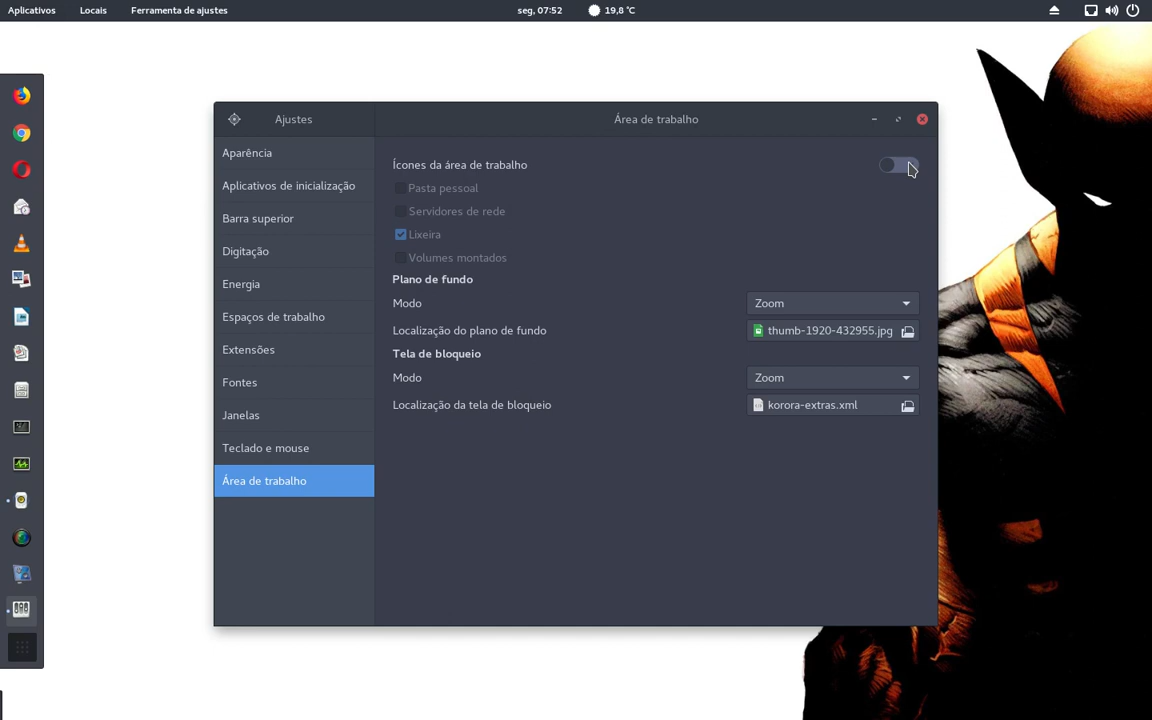 Aplicativos Locais Ferramenta de ajustes seg, 07:52 19,8 °C
Ajustes Área de trabalho
Aparência
Aplicativos de inicialização
Barra superior
Digitação
Energia
Espaços de trabalho
Extensões
Fontes
Janelas
Teclado e mouse
Área de trabalho
Ícones da área de trabalho
Pasta pessoal
Servidores de rede
Lixeira
Volumes montados
Plano de fundo
Modo Zoom
Localização do plano de fundo thumb-1920-432955.jpg
Tela de bloqueio
Modo Zoom
Localização da tela de bloqueio korora-extras.xml